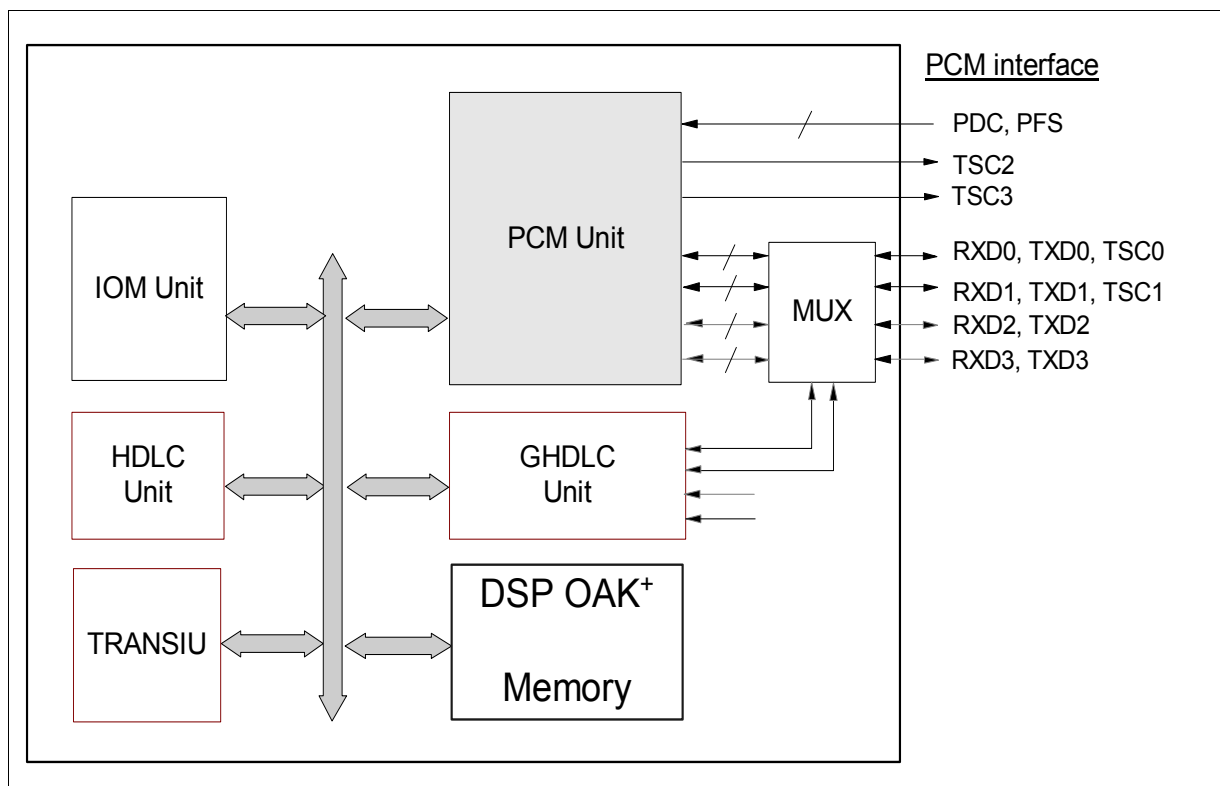 PCM interface
PDC, PFS
TSC2
TSC3
PCM Unit
IOM Unit
MUX
RXD0, TXD0, TSC0
RXD1, TXD1, TSC1
RXD2, TXD2
RXD3, TXD3
HDLC
Unit
GHDLC
Unit
TRANSIU
DSP OAK⁺
Memory